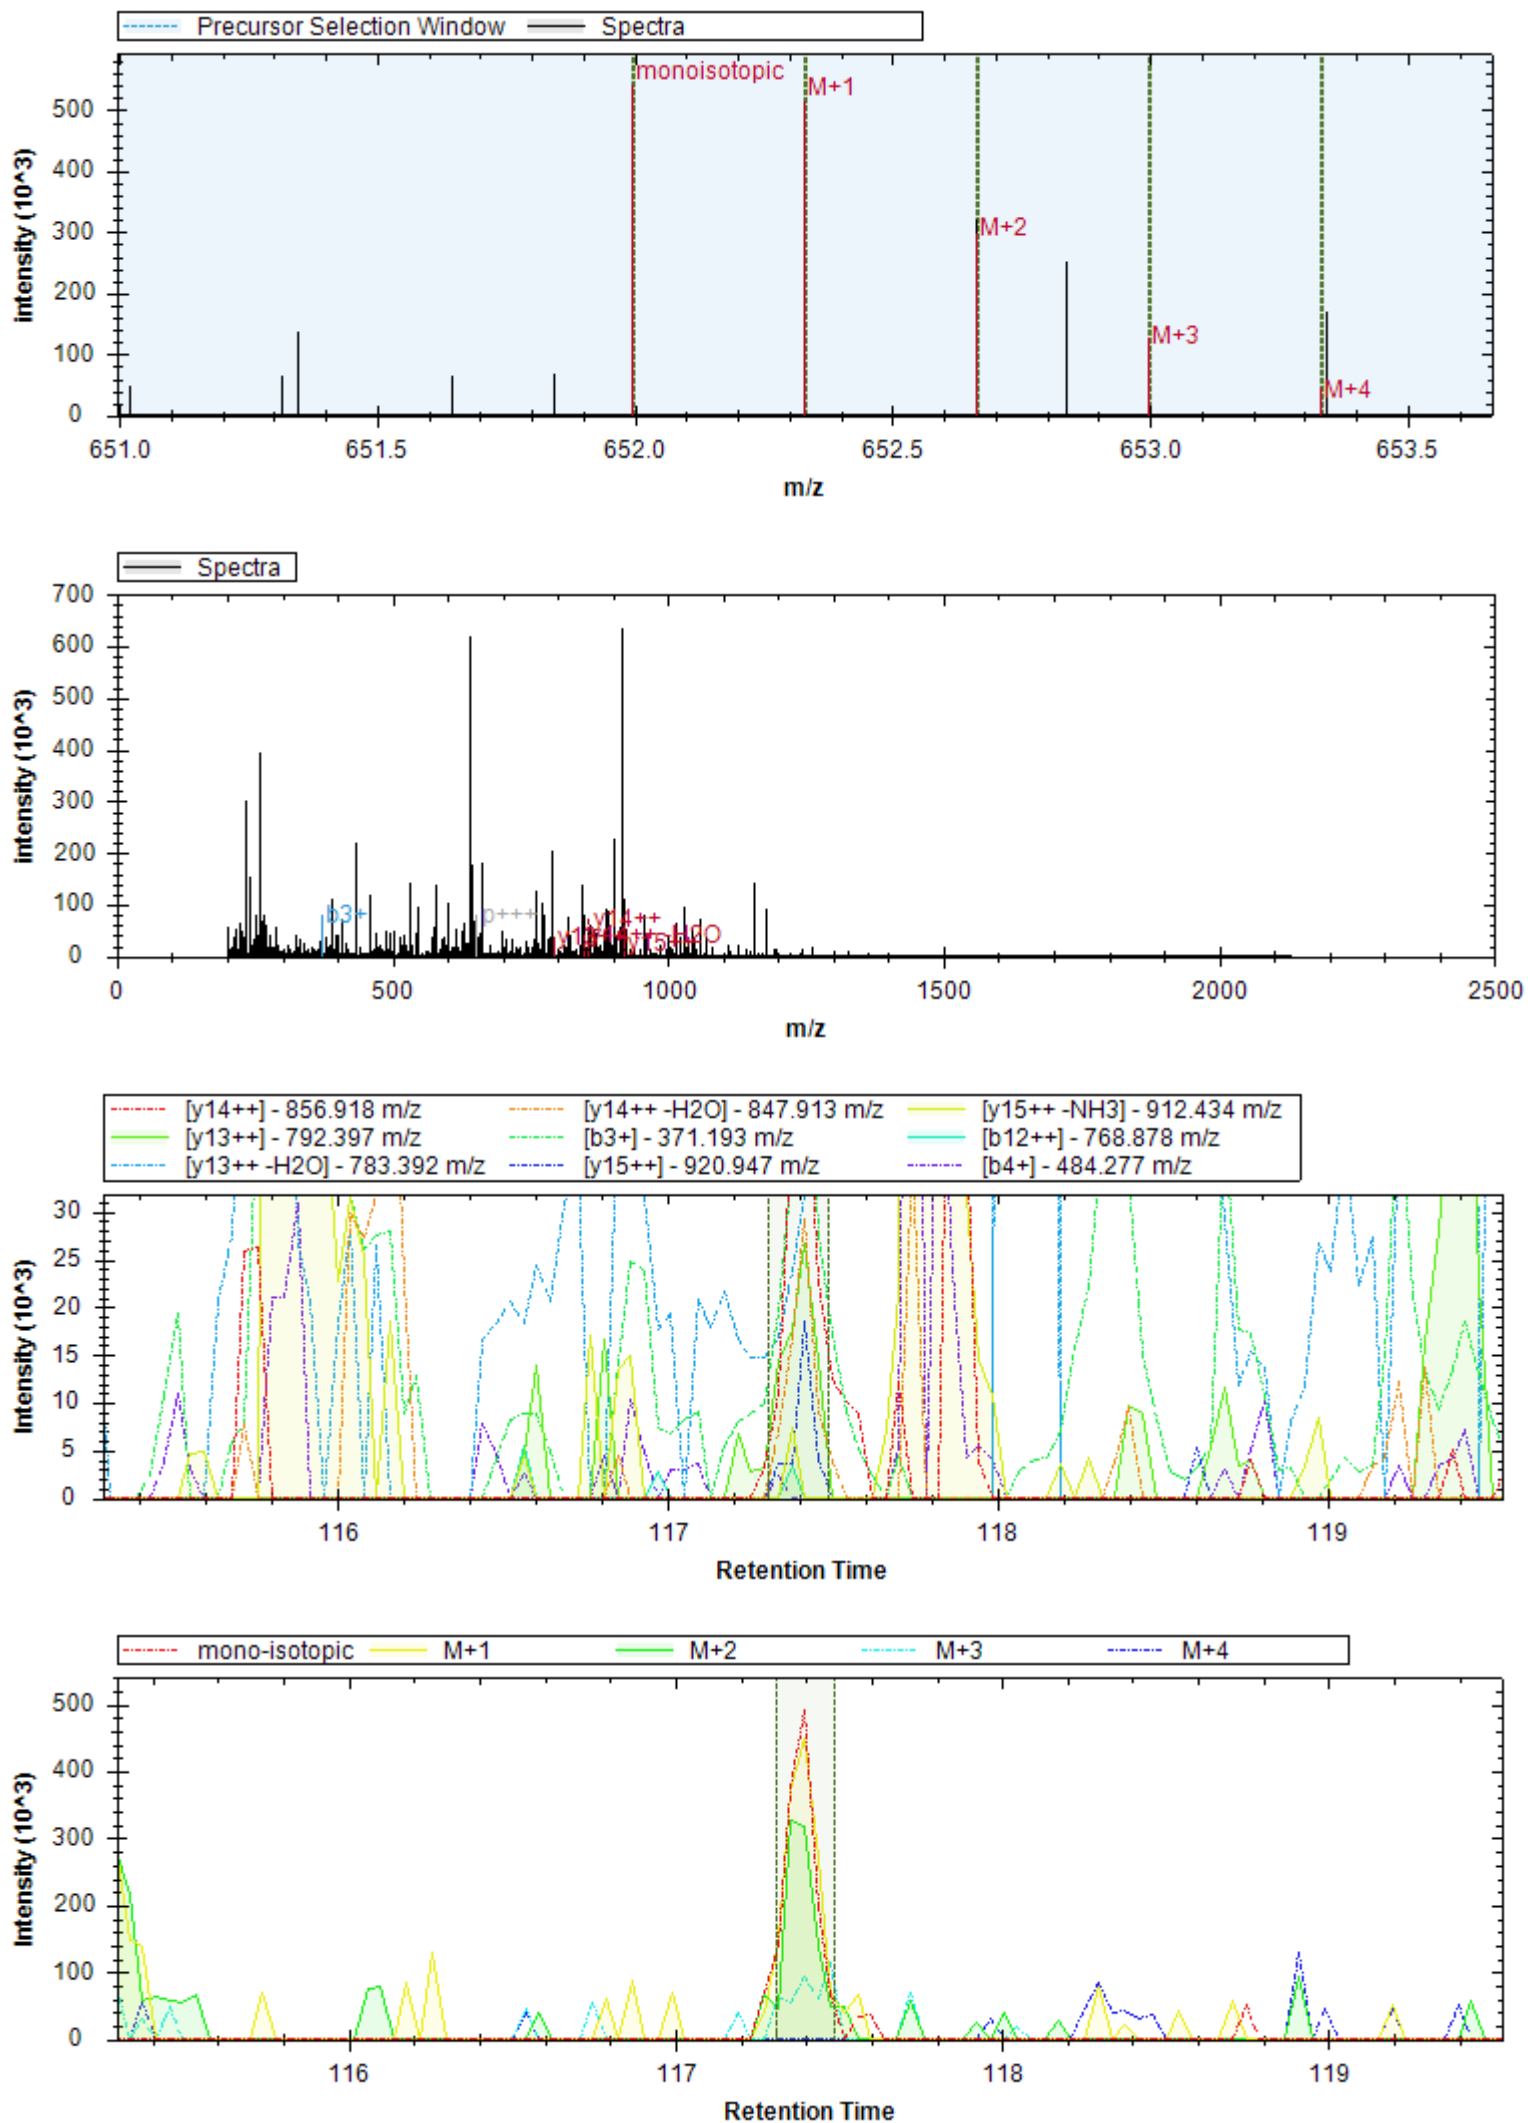 Precursor Selection Window Spectra
monoisotopic
M+1
M+2
M+3
M+4
500
400
300
200
100
0
intensity (10^3)
651.0 651.5 652.0 652.5 653.0 653.5
m/z
Spectra
700
600
500
400
300
200
100
0
intensity (10^3)
b3+ p+++ y14++
y15++
0 500 1000 1500 2000 2500
m/z
[y14++] - 856.918 m/z [y14++ -H2O] - 847.913 m/z [y15++ -NH3] - 912.434 m/z
[y13++] - 792.397 m/z [b3+] - 371.193 m/z [b12++] - 768.878 m/z
[y13++ -H2O] - 783.392 m/z [y15++] - 920.947 m/z [b4+] - 484.277 m/z
30
25
20
15
10
5
0
Intensity (10^3)
116 117 118 119
Retention Time
mono-isotopic M+1 M+2 M+3 M+4
500
400
300
200
100
0
Intensity (10^3)
116 117 118 119
Retention Time